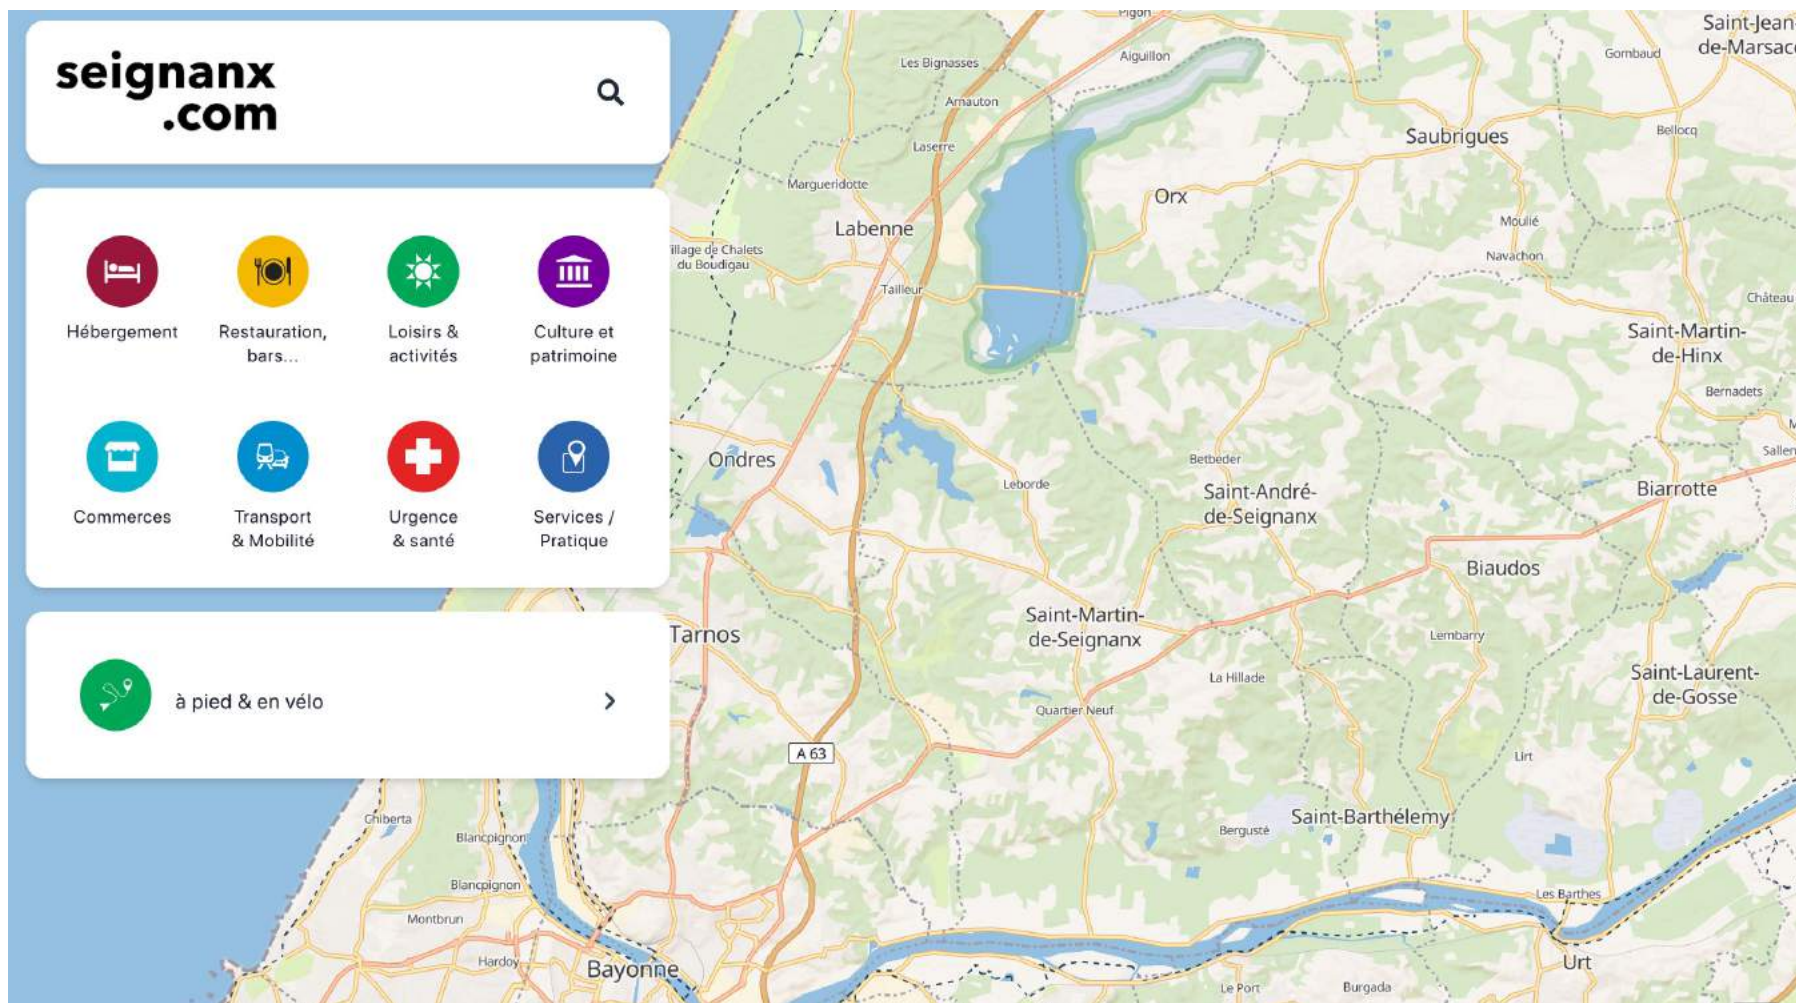 seignanx
.com
Hébergement
Restauration,
bars...
Loisirs &
activités
Culture et
patrimoine
Commerces
Transport
& Mobilité
Urgence
& santé
Services /
Pratique
à pied & en vélo
Pigon
Saint-Jean-
de-Marsac
Les Bignasses
Aiguillon
Gombaud
Arnauton
Laserre
Saubrigues
Bellocq
Margueridotte
Orx
Labenne
Moulié
illage de Chalets
du Boudigau
Navachon
Tailleur
Château
Saint-Martin-
de-Hinx
Bernadets
Ondres
Betbeder
Sallen
Leborde
Saint-André-
de-Seignanx
Biarrotte
Biaudos
Saint-Martin-
de-Seignanx
Tarnos
Lembarry
La Hillade
Saint-Laurent-
de-Gosse
Quartier Neuf
A 63
Lirt
Chiberta
Blancpignon
Bergusté
Saint-Barthélemy
Blancpignon
Les Barthes
Montbrun
Hardoy
Bayonne
Urt
Le Port
Burgada